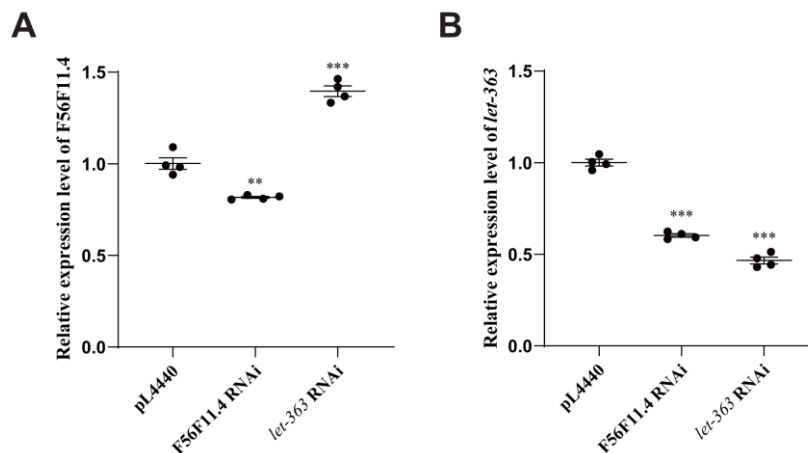 A
Relative expression level of F56F11.4
1.5
1.0
0.5
0.0
**
***
pL4440
F56F11.4 RNAi
let-363 RNAi
B
Relative expression level of let-363
1.5
1.0
0.5
0.0
***
***
pL4440
F56F11.4 RNAi
let-363 RNAi